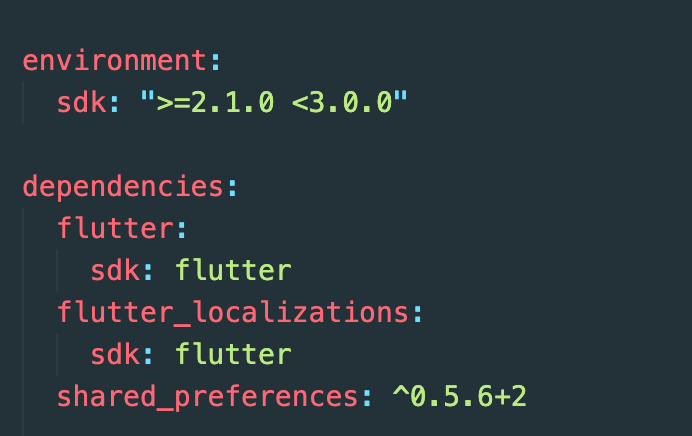 environment:
  sdk: ">=2.1.0 <3.0.0"

dependencies:
  flutter:
    sdk: flutter
  flutter_localizations:
    sdk: flutter
  shared_preferences: ^0.5.6+2